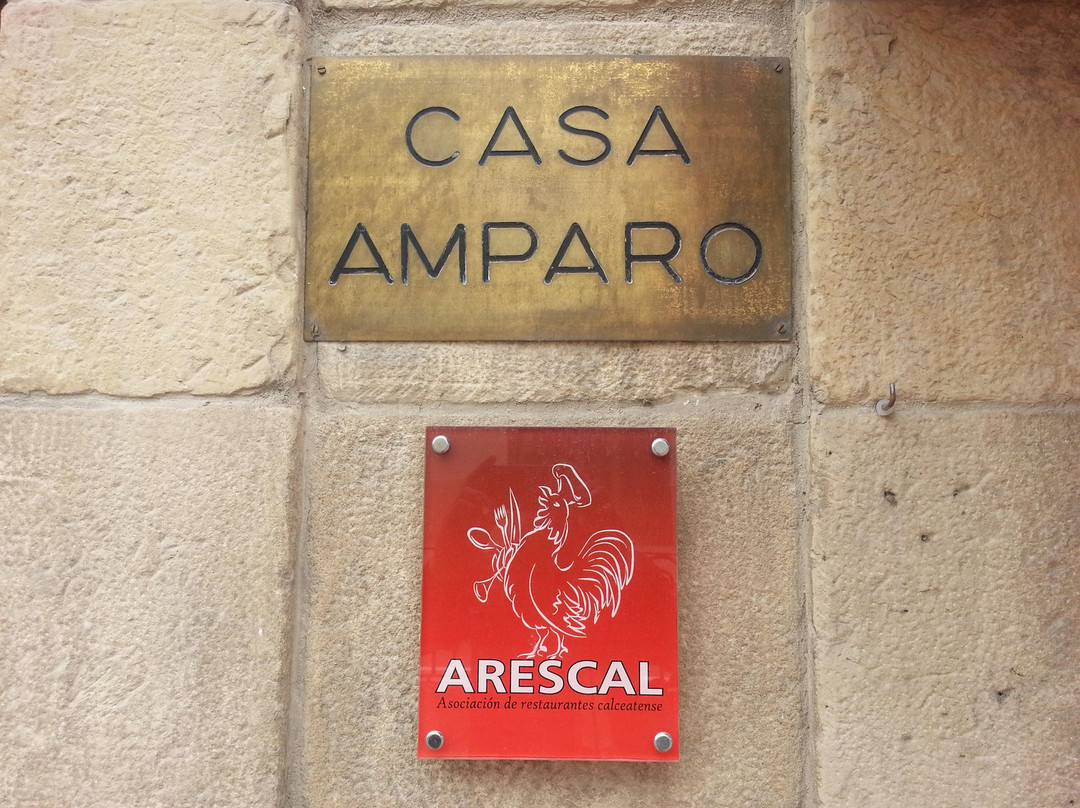 CASA
AMPARO
ARESCAL
Asociación de restaurantes calceatense